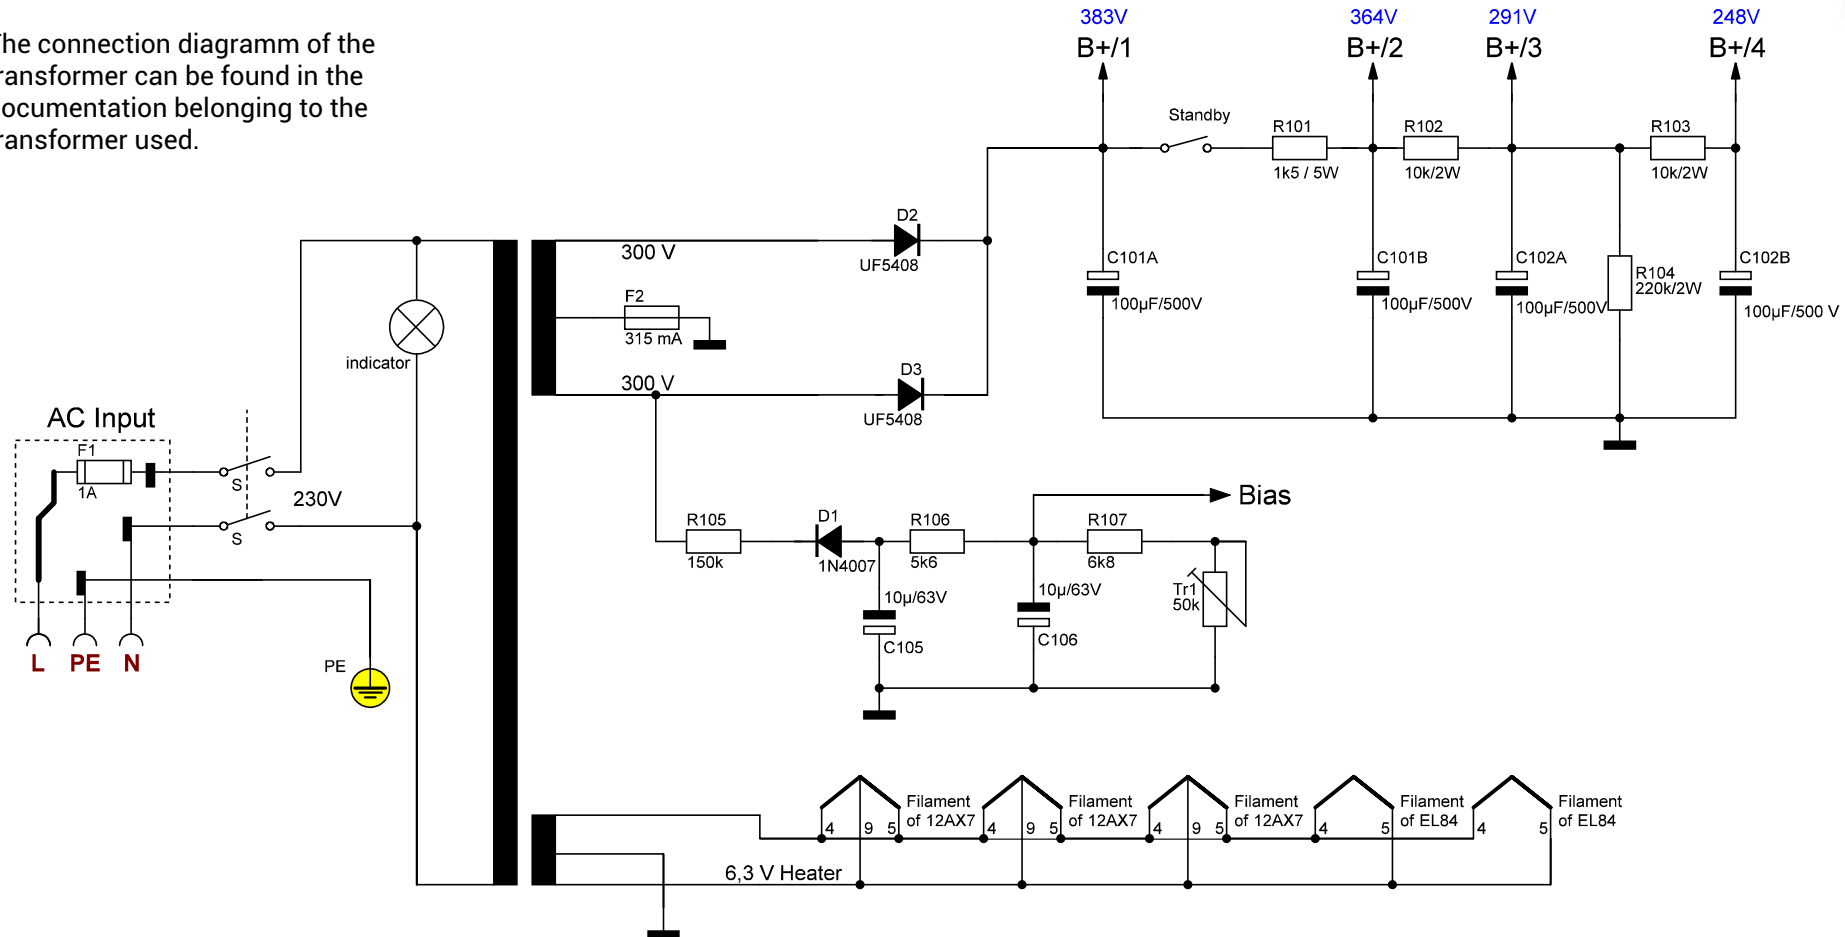 he connection diagramm of the
ransformer can be found in the
ocumentation belonging to the
ransformer used.
383V
364V
291V
248V
B+/1
B+/2
B+/3
B+/4
Standby
R101
1k5 / 5W
R102
10k/2W
R103
10k/2W
D2
UF5408
300 V
F2
315 mA
300 V
D3
UF5408
C101A
100µF/500V
C101B
100µF/500V
C102A
100µF/500V
R104
220k/2W
C102B
100µF/500 V
indicator
AC Input
F1
1A
S
S
230V
L
PE
N
PE
Bias
R105
150k
D1
1N4007
R106
5k6
R107
6k8
10µ/63V
C105
10µ/63V
C106
Tr1
50k
4
9
5
Filament
of 12AX7
4
9
5
Filament
of 12AX7
4
9
5
Filament
of 12AX7
4
5
Filament
of EL84
4
5
Filament
of EL84
6,3 V Heater